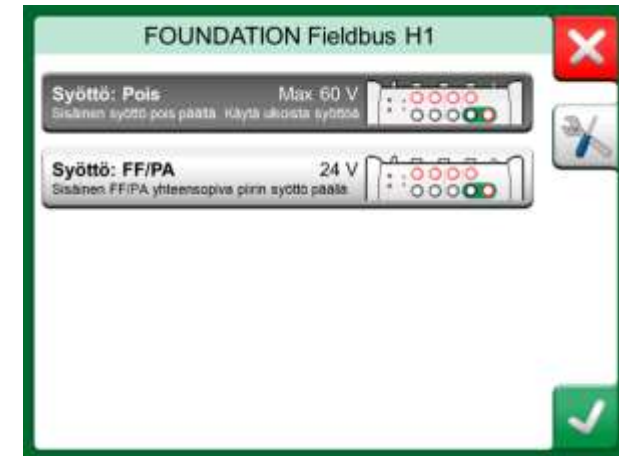 FOUNDATION Fieldbus H1
Syöttö: Pois Max 60 V
Sisäinen syöttö pois päältä. Käytä ulkoista syöttöä
Syöttö: FF/PA 24 V
Sisäinen FF/PA yhteensopiva piirin syöttö päällä